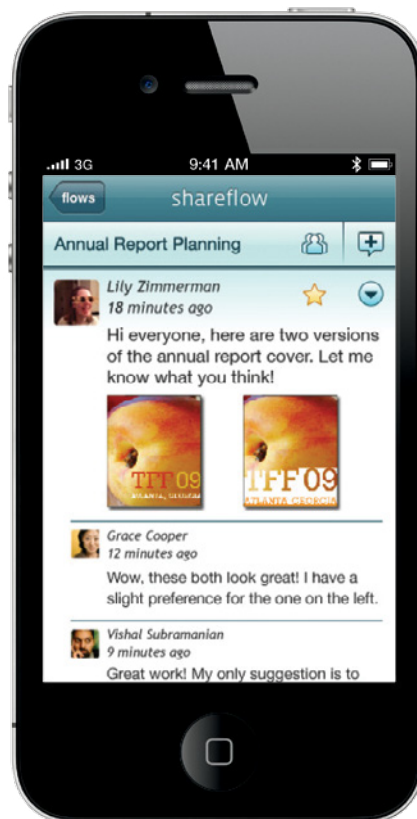 3G
9:41 AM
flows
shareflow
Annual Report Planning
Lily Zimmerman
18 minutes ago
Hi everyone, here are two versions
of the annual report cover. Let me
know what you think!
TFF 09
ATLANTA, GEORGIA
TFF 09
ATLANTA GEORGIA
Grace Cooper
12 minutes ago
Wow, these both look great! I have a
slight preference for the one on the left.
Vishal Subramanian
9 minutes ago
Great work! My only suggestion is to